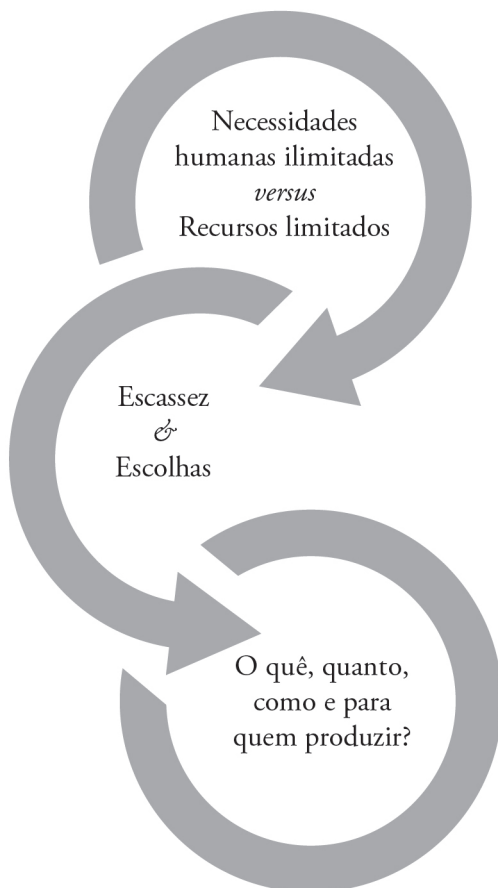 Necessidades
humanas ilimitadas
versus
Recursos limitados
Escassez
&
Escolhas
O quê, quanto,
como e para
quem produzir?